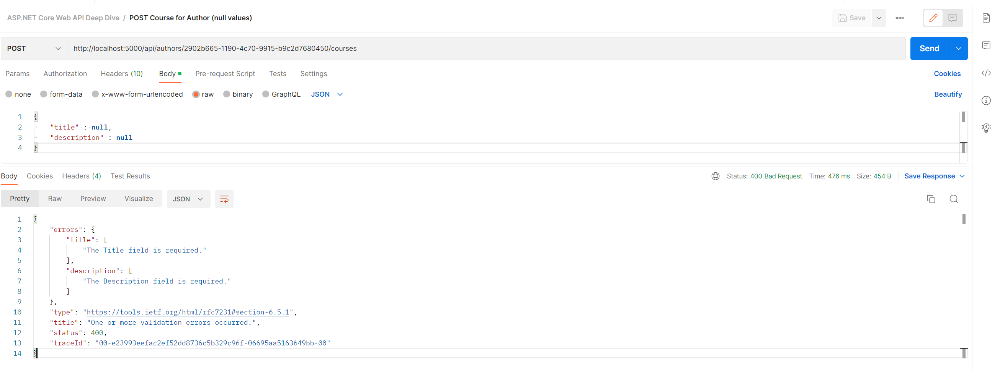 ASP.NET Core Web API Deep Dive / POST Course for Author (null values)
Save
POST
http://localhost:5000/api/authors/2902b665-1190-4c70-9915-b9c2d7680450/courses
Send
Params Authorization Headers (10) Body Pre-request Script Tests Settings Cookies
none form-data x-www-form-urlencoded raw binary GraphQL JSON Beautify
1 {
2 "title" : null,
3 "description" : null
4 }
Body Cookies Headers (4) Test Results Status: 400 Bad Request Time: 476 ms Size: 454 B Save Response
Pretty Raw Preview Visualize JSON
1 {
2 "errors": {
3 "title": [
4 "The Title field is required."
5 ],
6 "description": [
7 "The Description field is required."
8 ]
9 },
10 "type": "https://tools.ietf.org/html/rfc7231#section-6.5.1",
11 "title": "One or more validation errors occurred.",
12 "status": 400,
13 "traceId": "00-e23993eefac2ef52dd8736c5b329c96f-06695aa5163649bb-00"
14 }